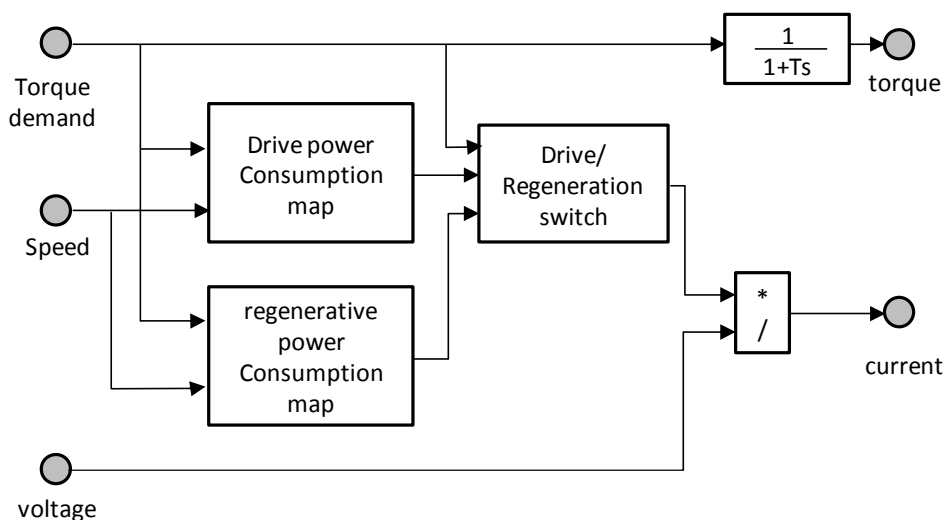 1
1+Ts
Torque
demand
torque
Drive power
Consumption
map
Drive/
Regeneration
switch
Speed
regenerative
power
Consumption
map
*
/
current
voltage